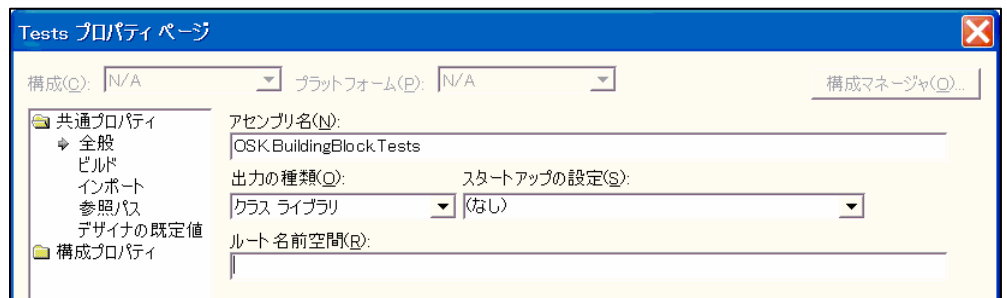 Tests プロパティ ページ
構成(C): N/A プラットフォーム(P): N/A 構成マネージャ(O)...
共通プロパティ
全般
ビルド
インポート
参照パス
デザイナの既定値
構成プロパティ
アセンブリ名(N):
OSK.BuildingBlock.Tests
出力の種類(O): スタートアップの設定(S):
クラス ライブラリ (なし)
ルート名前空間(R):